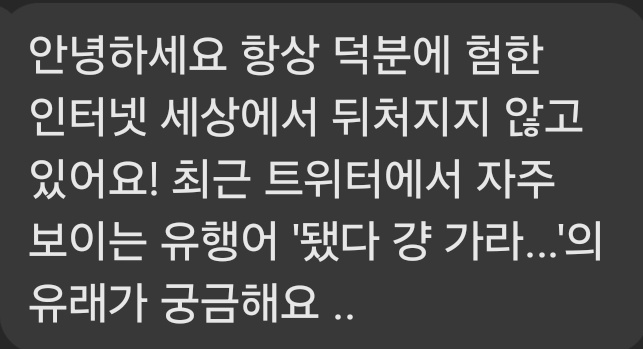 안녕하세요 항상 덕분에 험한
인터넷 세상에서 뒤처지지 않고
있어요! 최근 트위터에서 자주
보이는 유행어 '됐다 걍 가라...'의
유래가 궁금해요 ..